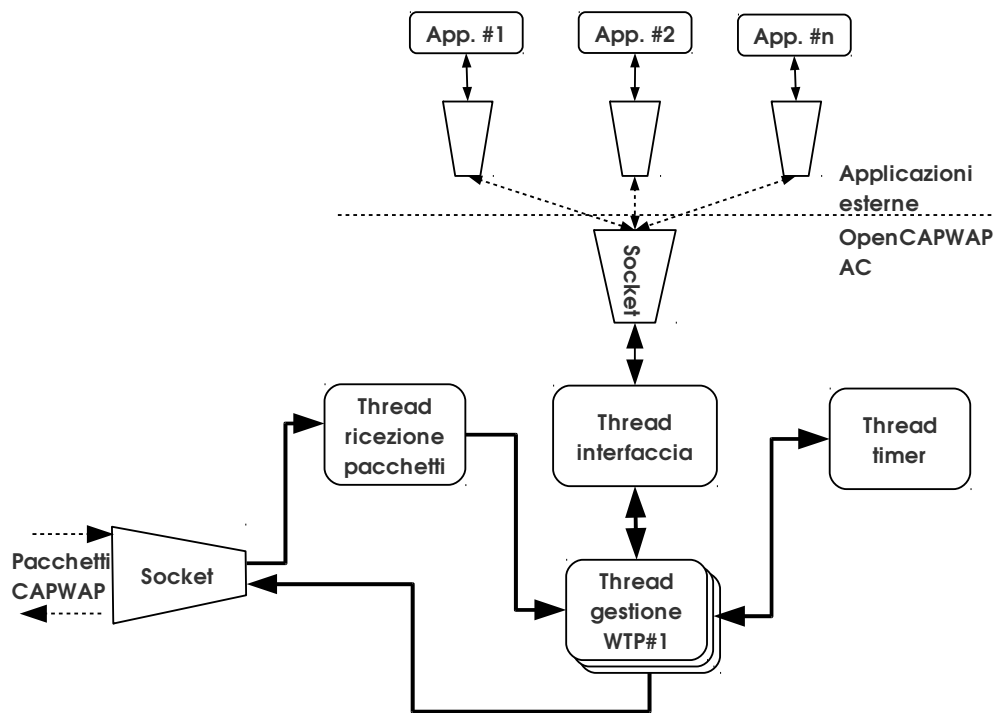 App. #1
App. #2
App. #n
Applicazioni
esterne
OpenCAPWAP
AC
Socket
Thread
ricezione
pacchetti
Thread
interfaccia
Thread
timer
Pacchetti
CAPWAP
Socket
Thread
gestione
WTP#1